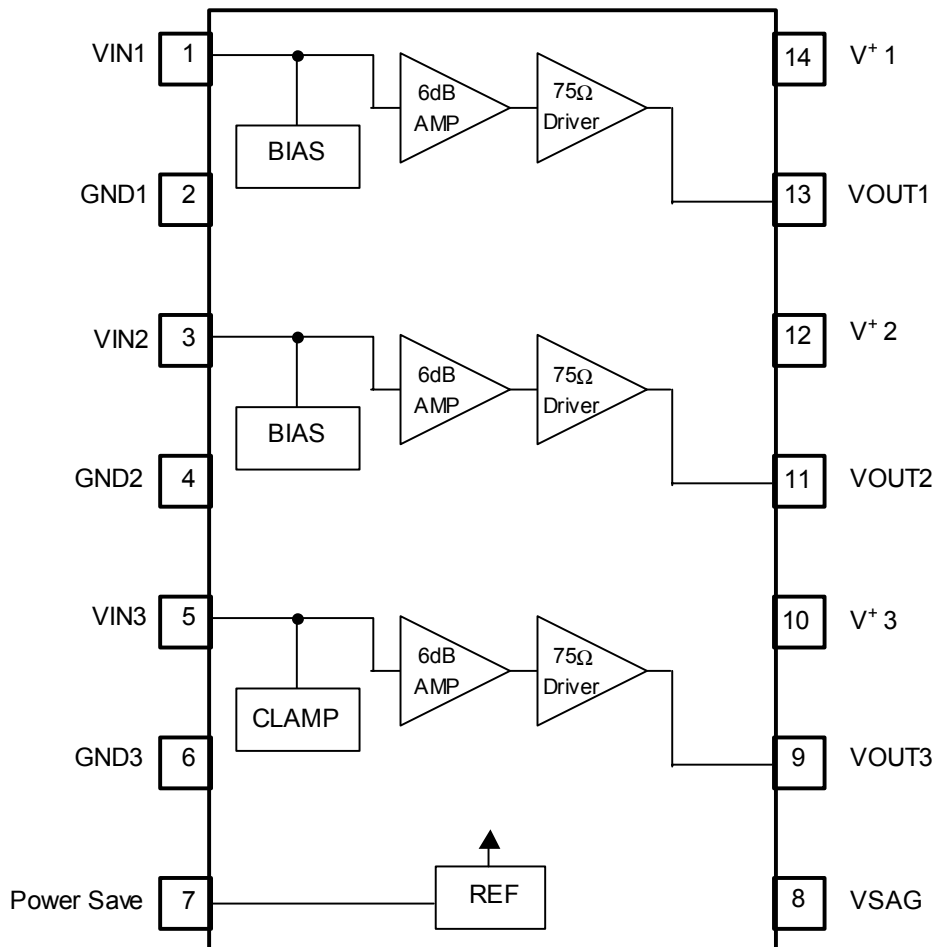 VIN1 1 6dB AMP 75Ω Driver 14 V+ 1
BIAS
GND1 2 13 VOUT1
VIN2 3 6dB AMP 75Ω Driver 12 V+ 2
BIAS
GND2 4 11 VOUT2
VIN3 5 6dB AMP 75Ω Driver 10 V+ 3
CLAMP
GND3 6 9 VOUT3
Power Save 7 REF 8 VSAG